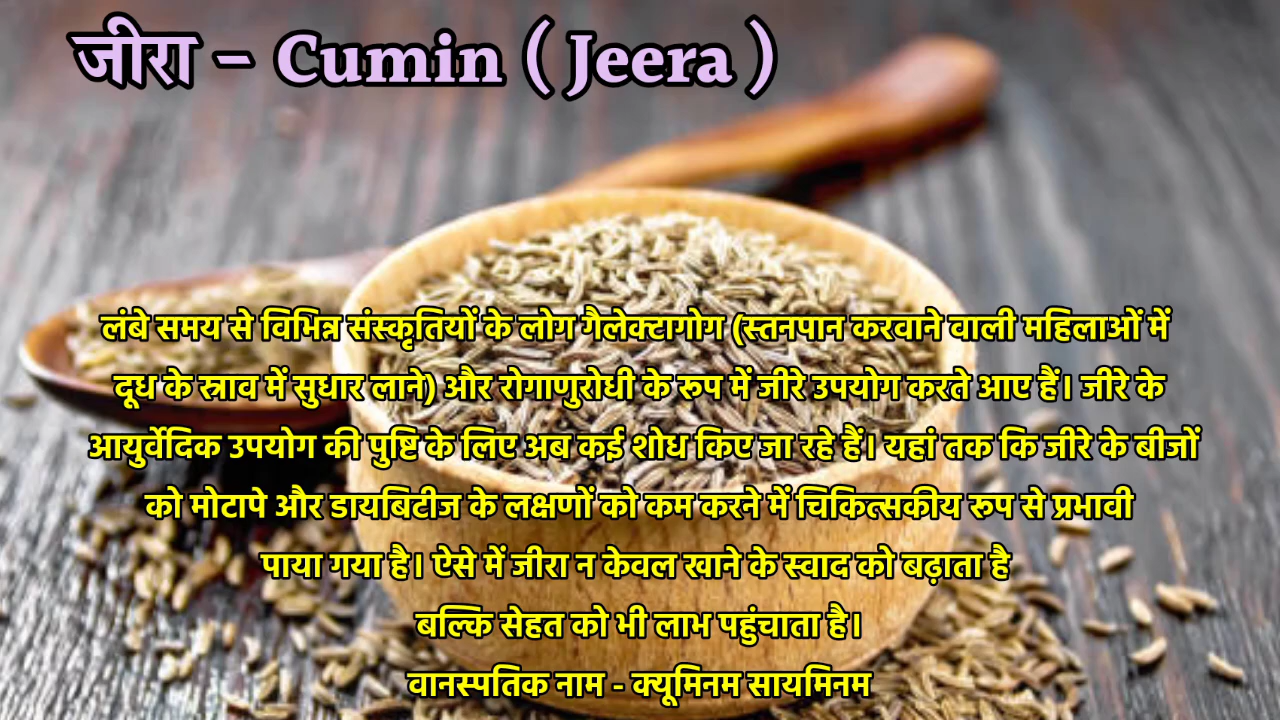 जीरा – Cumin ( Jeera )
लंबे समय से विभिन्न संस्कृतियों के लोग गैलेक्टागोग (स्तनपान करवाने वाली महिलाओं में
दूध के स्राव में सुधार लाने) और रोगाणुरोधी के रूप में जीरे उपयोग करते आए हैं। जीरे के
आयुर्वेदिक उपयोग की पुष्टि के लिए अब कई शोध किए जा रहे हैं। यहां तक कि जीरे के बीजों
को मोटापे और डायबिटीज के लक्षणों को कम करने में चिकित्सकीय रूप से प्रभावी
पाया गया है। ऐसे में जीरा न केवल खाने के स्वाद को बढ़ाता है
बल्कि सेहत को भी लाभ पहुंचाता है।
वानस्पतिक नाम - क्यूमिनम सायमिनम